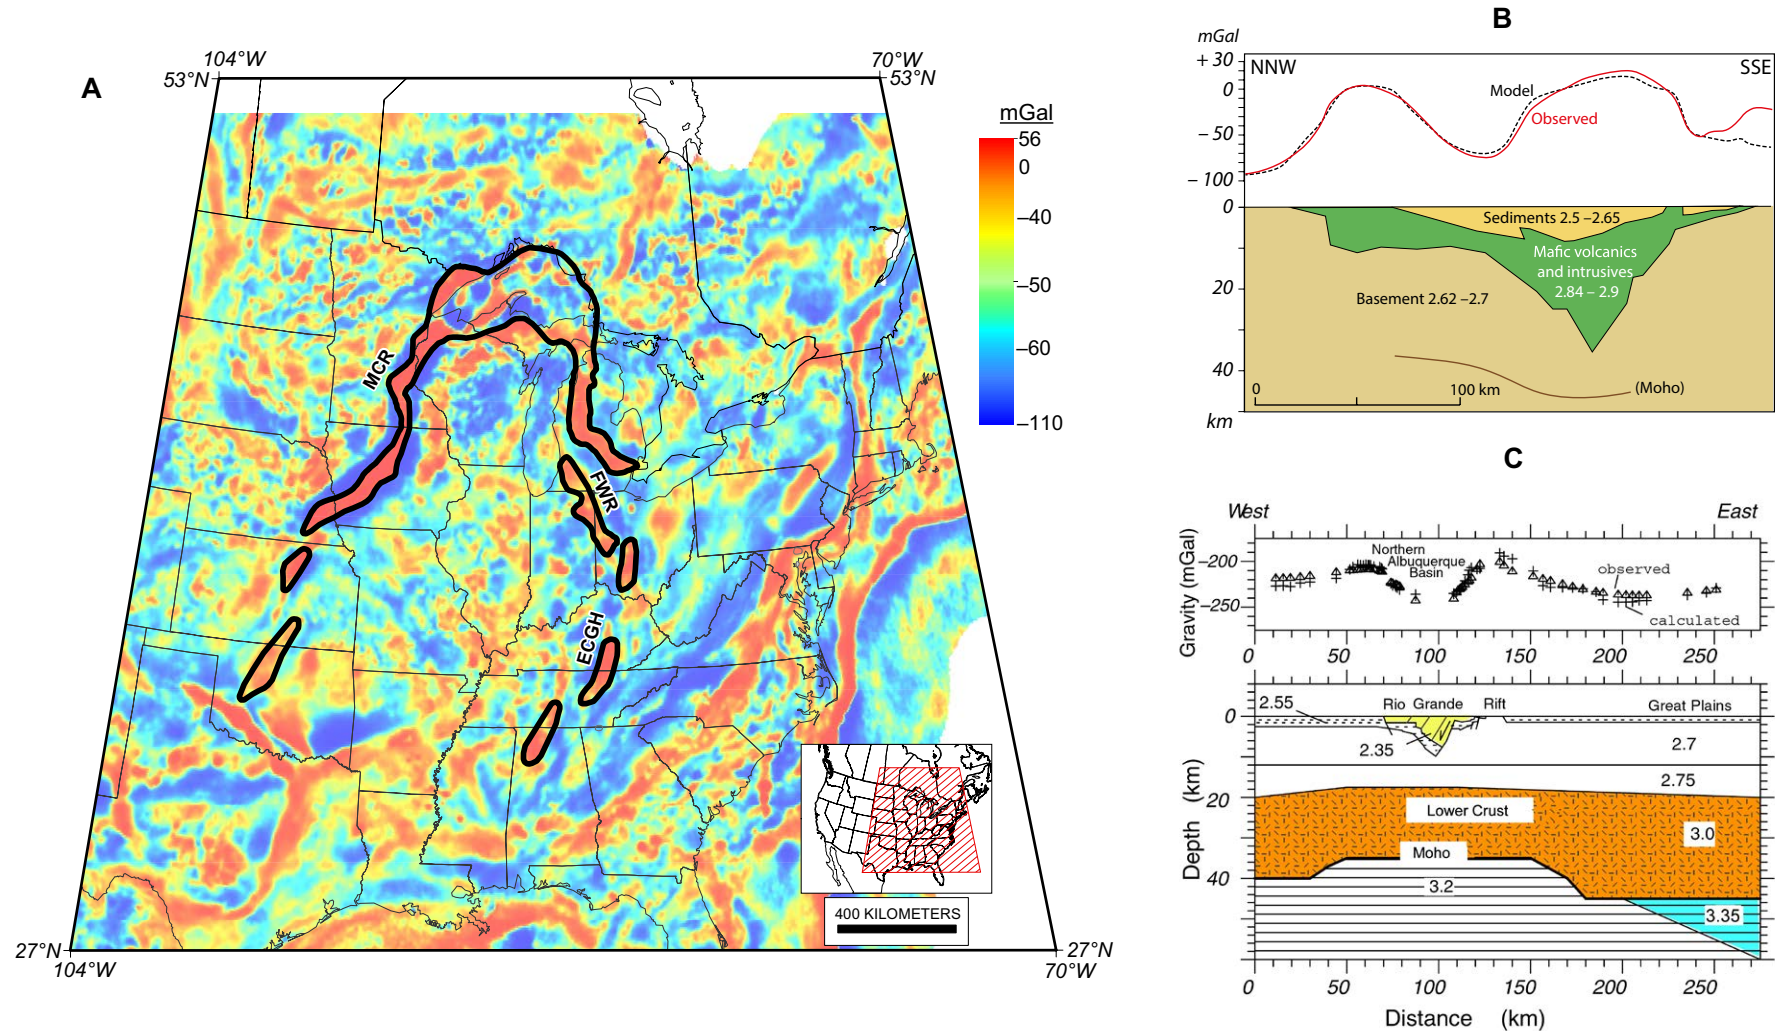 A
104°W
70°W
53°N
53°N
mGal
56
0
−40
−50
−60
−110
MCR
FWR
ECGH
400 KILOMETERS
27°N
27°N
104°W
70°W
B
mGal
+ 30
0
− 50
− 100
NNW
SSE
Model
Observed
0
20
40
km
Sediments 2.5 –2.65
Mafic volcanics
and intrusives
2.84 – 2.9
Basement 2.62 –2.7
0
100 km
(Moho)
C
West
East
Gravity (mGal)
−200
−250
Northern
Albuquerque
Basin
observed
calculated
0 50 100 150 200 250
2.55
Rio Grande Rift
Great Plains
2.35
2.7
2.75
Lower Crust
3.0
Moho
3.2
3.35
Depth (km)
0
20
40
0 50 100 150 200 250
Distance (km)